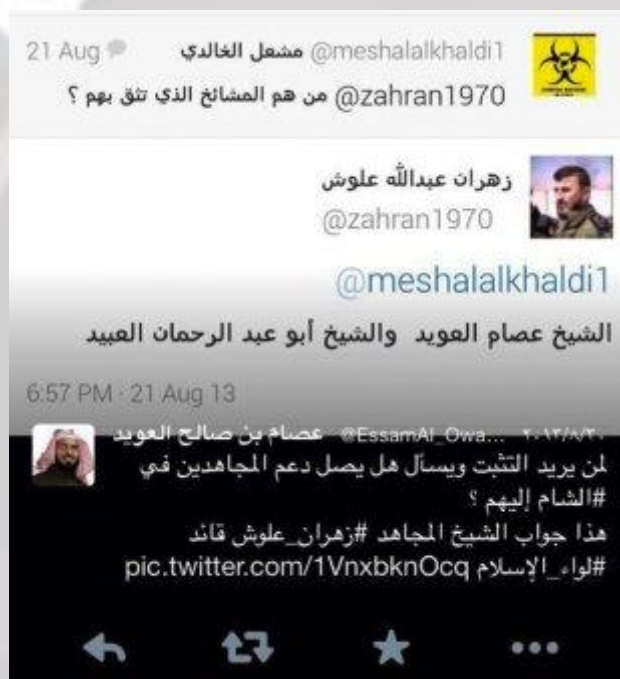 مشعل الخالدي @meshalalkhaldi1 21 Aug
@zahran1970 من هم المشائخ الذي تثق بهم ؟
زهران عبدالله علوش
@zahran1970
@meshalalkhaldi1
الشيخ عصام العويد والشيخ أبو عبد الرحمان العبيد
6:57 PM · 21 Aug 13
عصام بن صالح العويد @EssamAl_Owa... ٢٠١٣/٨/٢٠
لمن يريد التثبت ويسأل هل يصل دعم المجاهدين في
#الشام إليهم ؟
هذا جواب الشيخ المجاهد #زهران_علوش قائد
#لواء_الإسلام pic.twitter.com/1VnxbknOcq